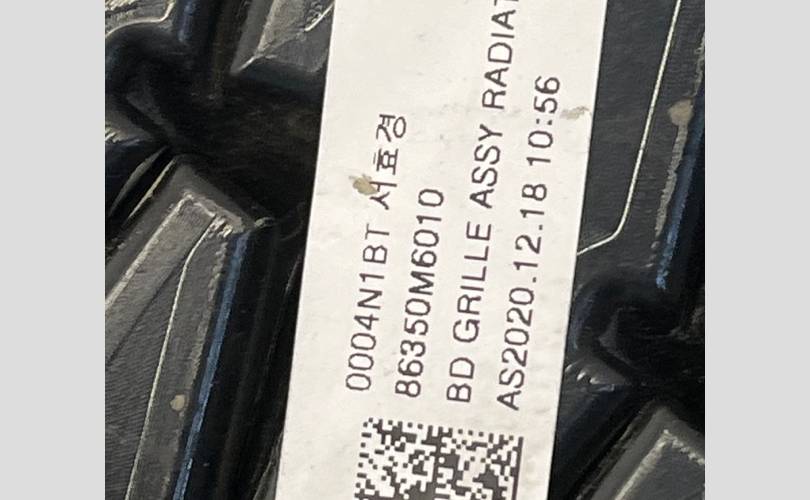 0004N1BT 서효경
86350M6010
BD GRILLE ASSY RADIAT
AS2020.12.18 10:56